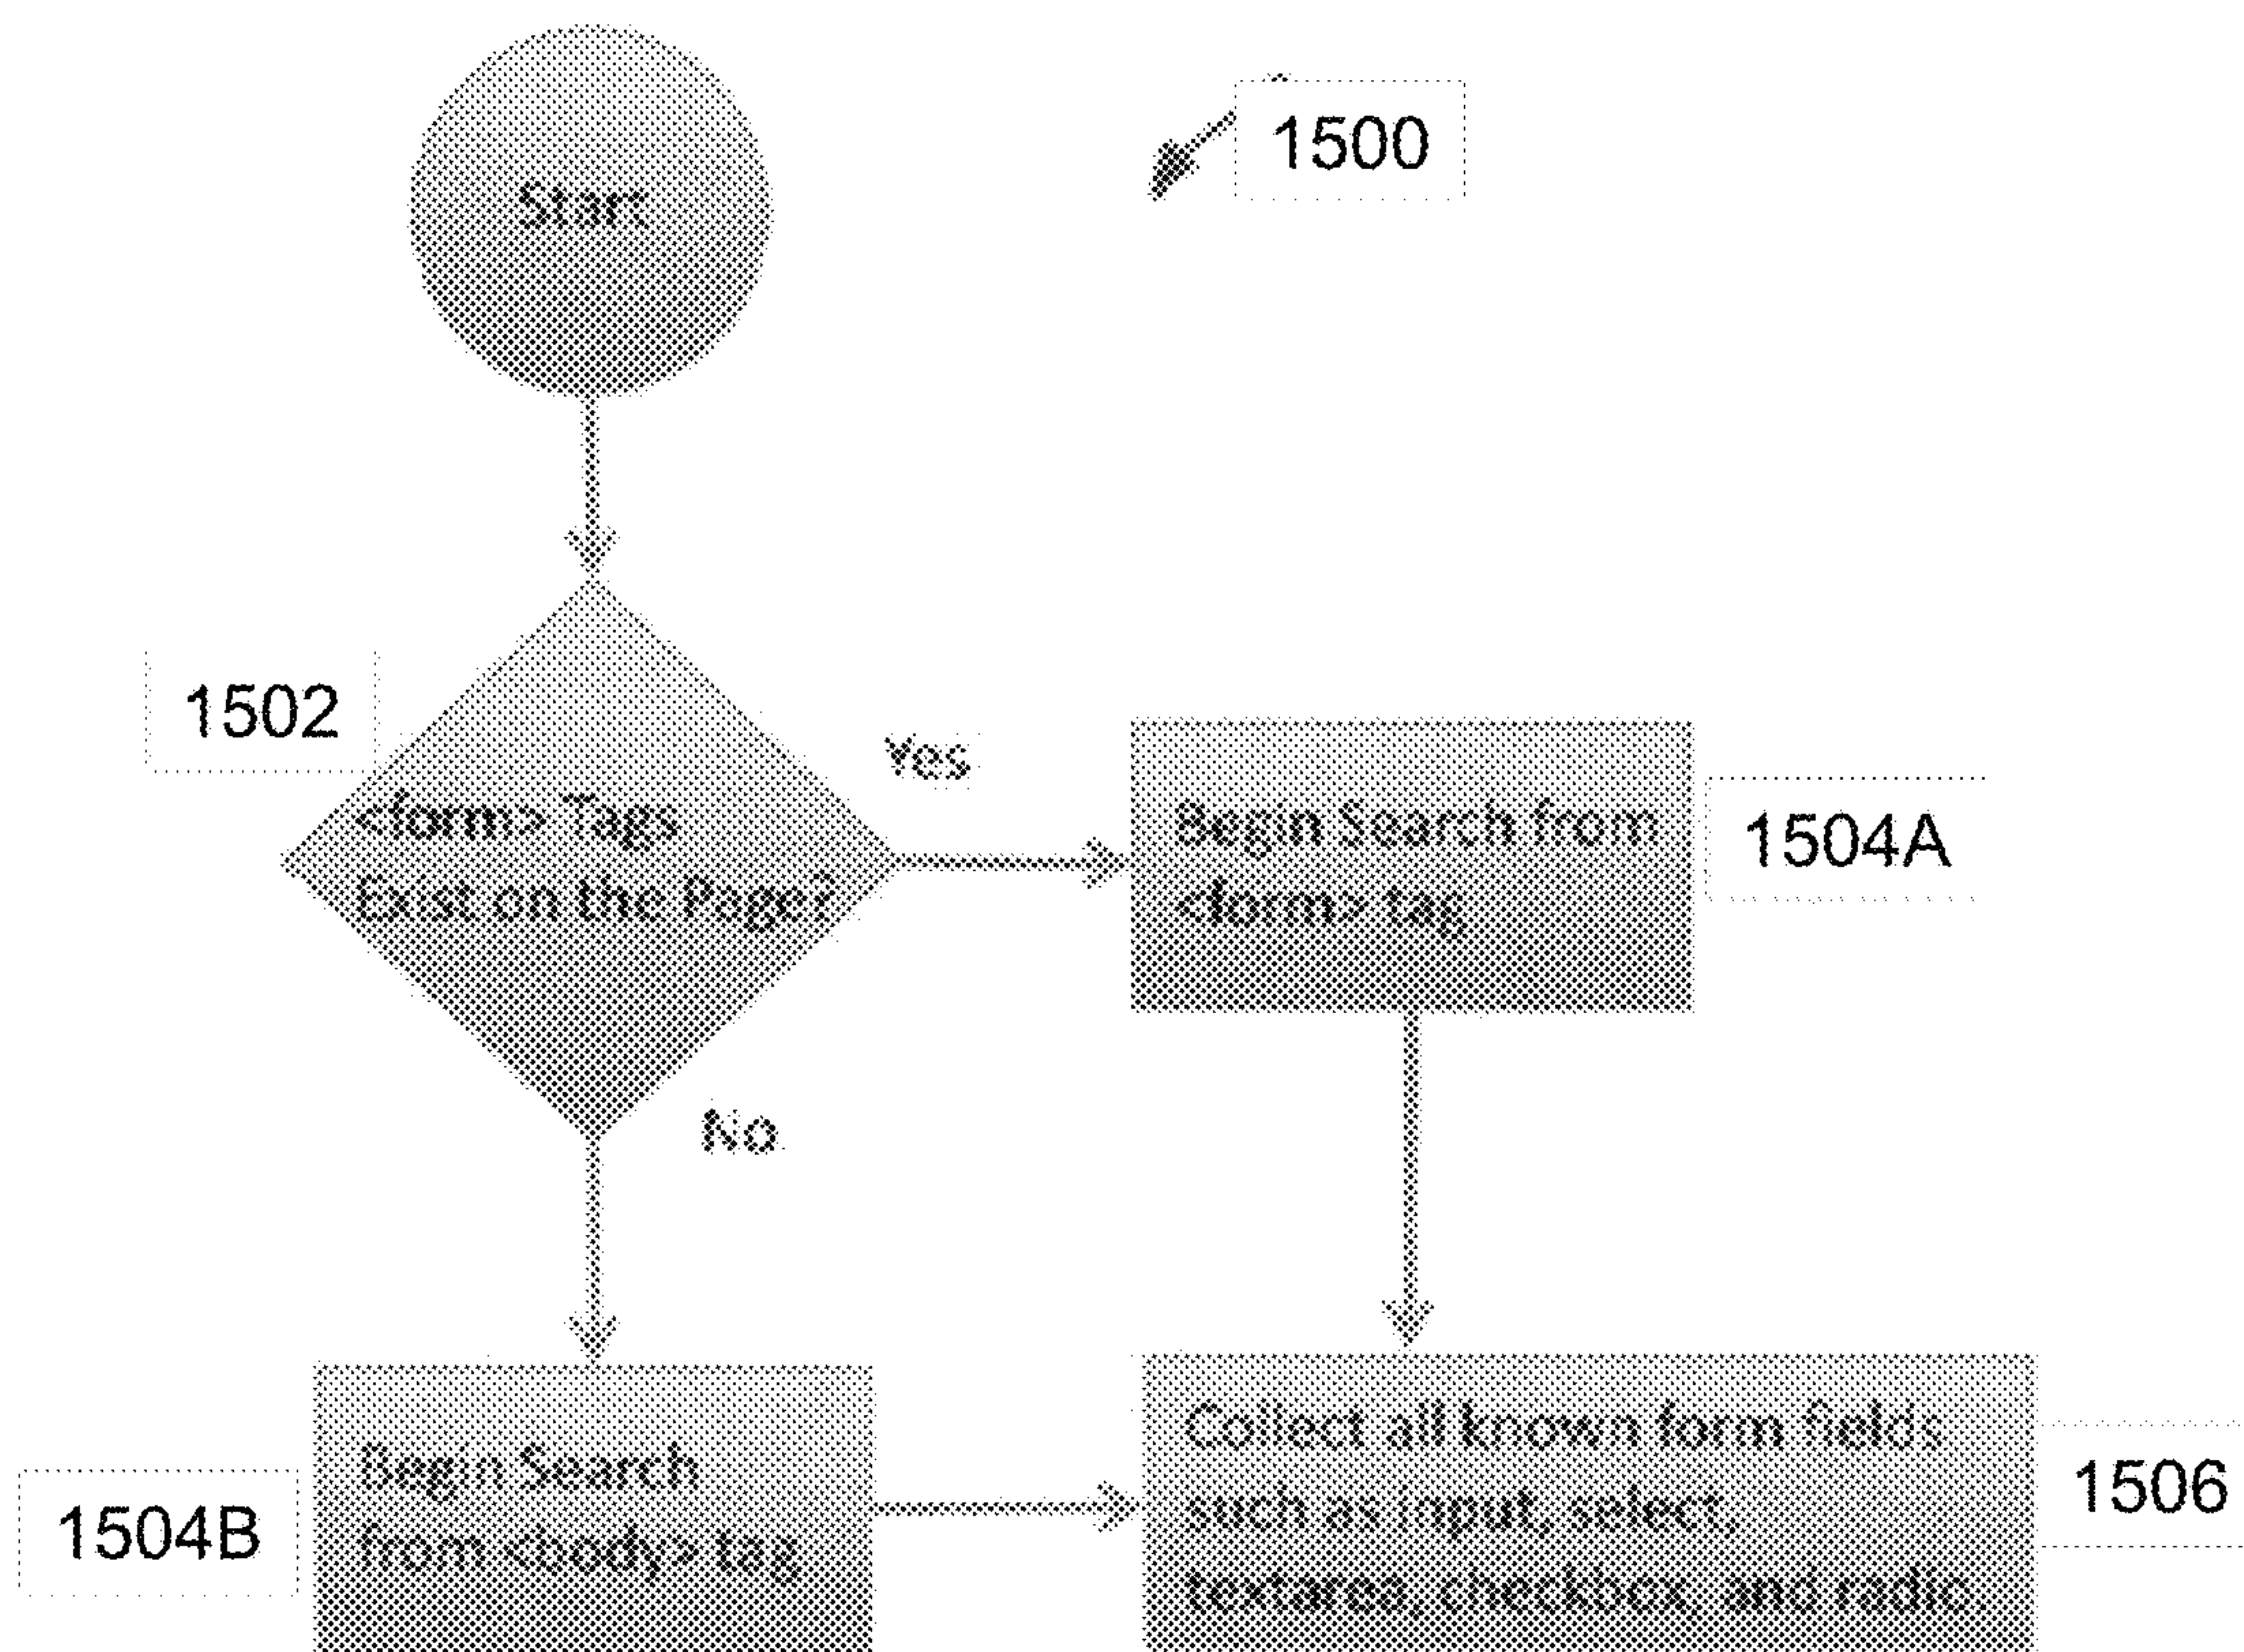 Start
1500
1502
<form> Tags
Exist on the Page?
Yes
Begin Search from
<form> tag
1504A
No
1504B
Begin Search
from <body> tag
Collect all known form fields
such as input, select,
textarea, checkbox, and radio.
1506